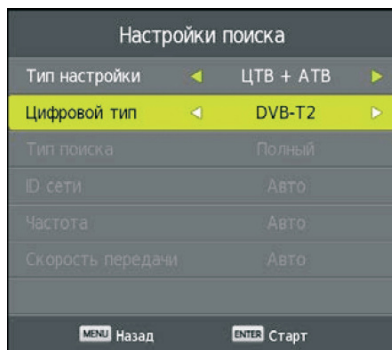 Настройки поиска
Тип настройки ЦТВ + АТВ
Цифровой тип DVB-T2
Тип поиска Полный
ID сети Авто
Частота Авто
Скорость передачи Авто
MENU Назад ENTER Старт